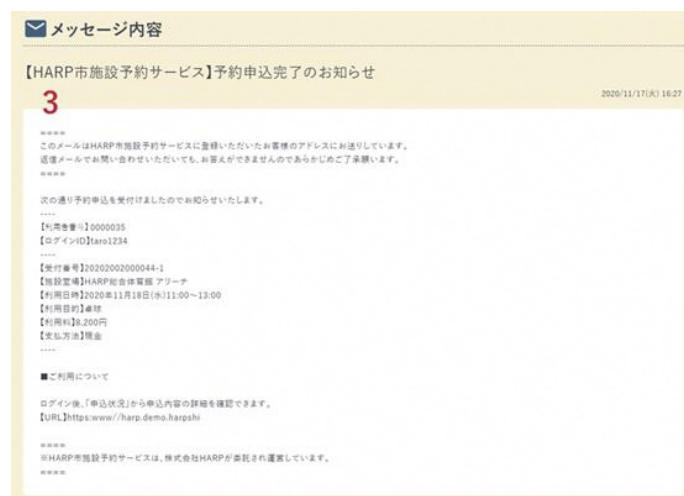 メッセージ内容
【HARP市施設予約サービス】予約申込完了のお知らせ
3
2020/11/17(火) 16:27
====
このメールはHARP市施設予約サービスに登録いただいたお客様のアドレスにお送りしています。
返信メールでお問い合わせいただいても、お答えができませんのであらかじめご了承願います。
====
次の通り予約申込を受付けましたのでお知らせいたします。
----
【利用者番号】0000035
【ログインID】taro1234
----
【受付番号】20202002000044-1
【施設室場】HARP総合体育館 アリーナ
【利用日時】2020年11月18日(水)11:00～13:00
【利用目的】卓球
【利用料】8,200円
【支払方法】現金
----
■ご利用について
ログイン後、「申込状況」から申込内容の詳細を確認できます。
【URL】https:www//harp.demo.harpshi
====
※HARP市施設予約サービスは、株式会社HARPが委託され運営しています。
====